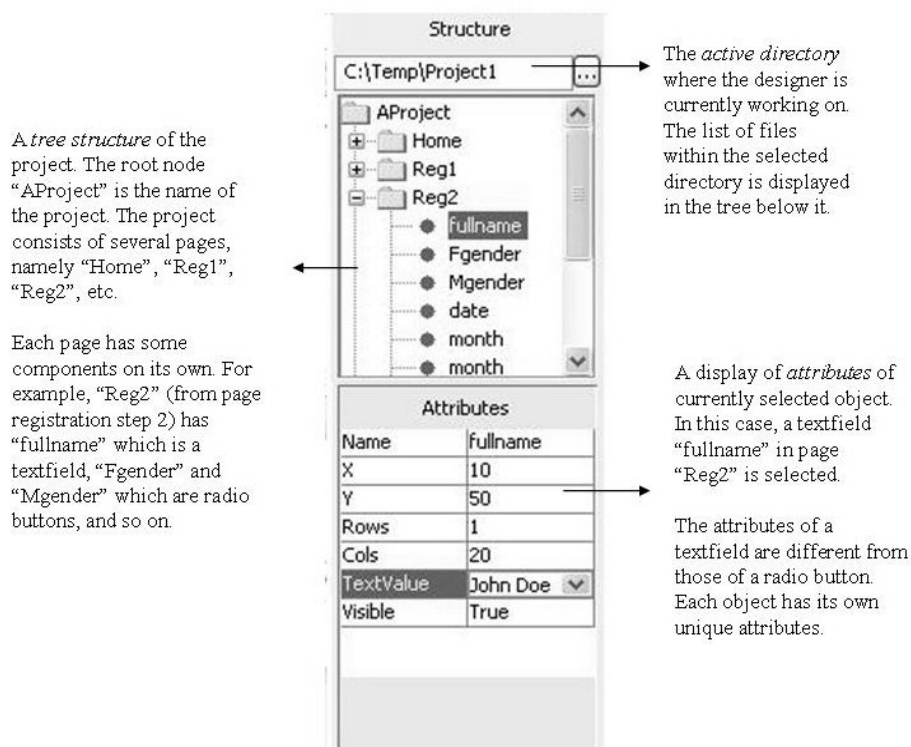 Structure
C:\Temp\Project1
...
AProject
Home
Reg1
Reg2
fullname
Fgender
Mgender
date
month
month
Attributes
Name fullname
X 10
Y 50
Rows 1
Cols 20
TextValue John Doe
Visible True
A tree structure of the
project. The root node
“AProject” is the name of
the project. The project
consists of several pages,
namely “Home”, “Reg1”,
“Reg2”, etc.
Each page has some
components on its own. For
example, “Reg2” (from page
registration step 2) has
“fullname” which is a
textfield, “Fgender” and
“Mgender” which are radio
buttons, and so on.
The active directory
where the designer is
currently working on.
The list of files
within the selected
directory is displayed
in the tree below it.
A display of attributes of
currently selected object.
In this case, a textfield
“fullname” in page
“Reg2” is selected.
The attributes of a
textfield are different from
those of a radio button.
Each object has its own
unique attributes.